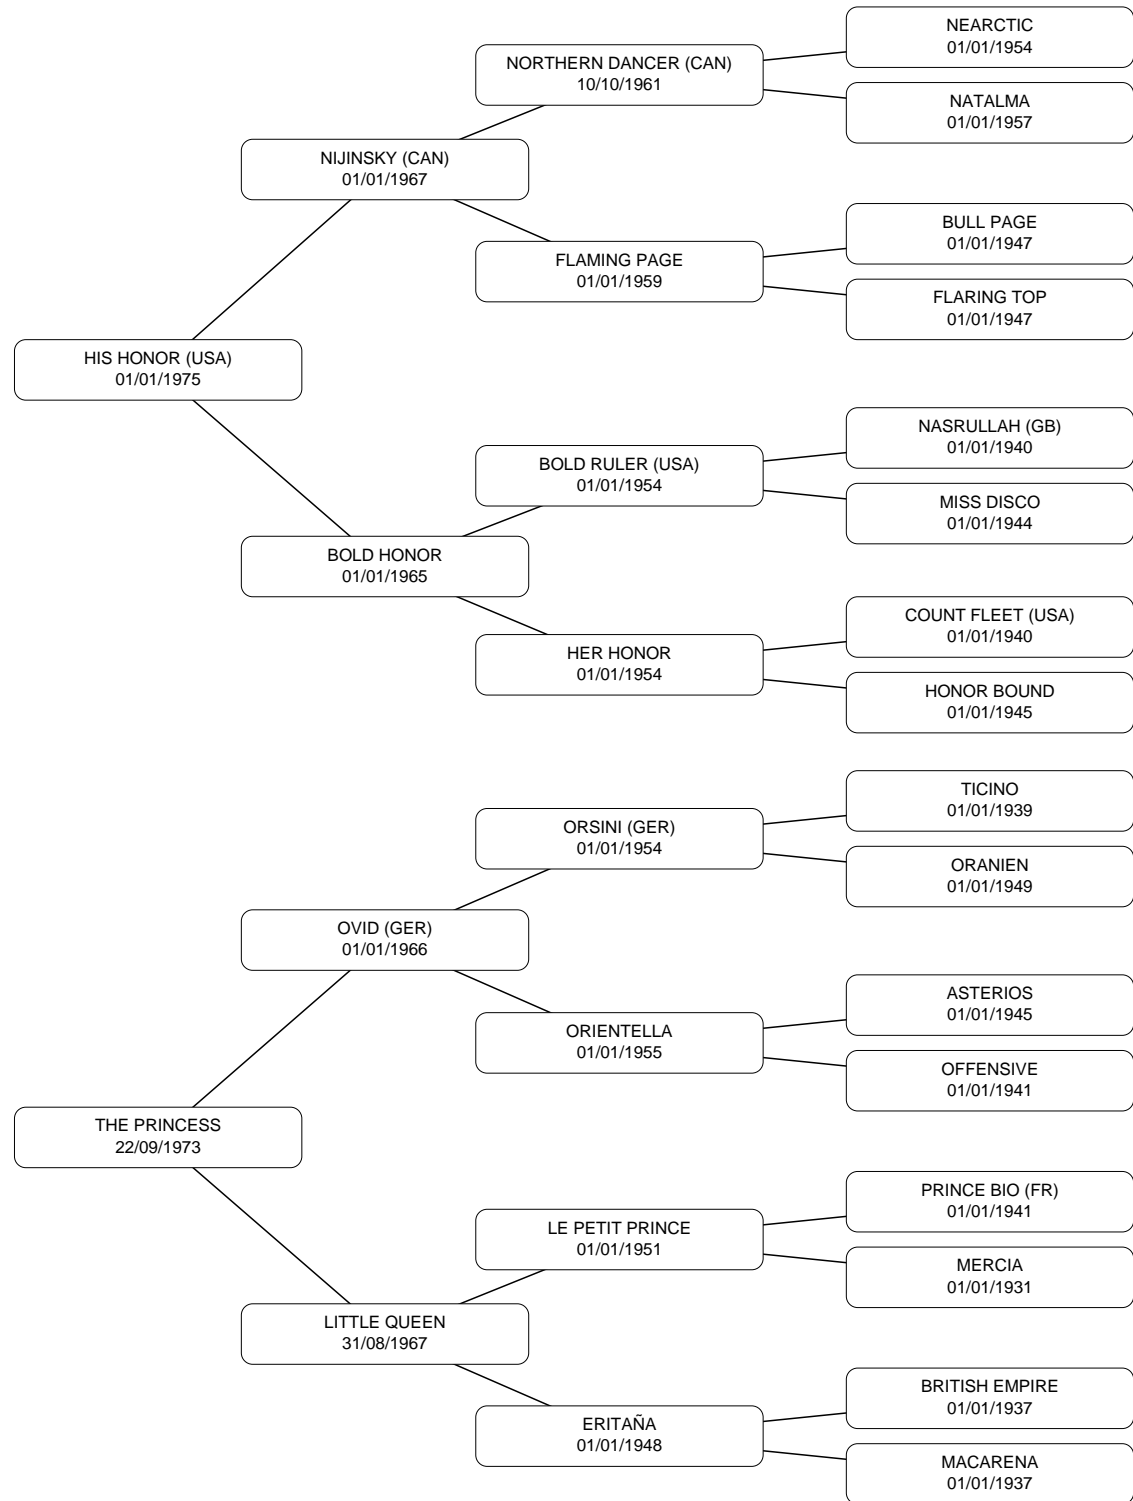 NEARCTIC
01/01/1954
NORTHERN DANCER (CAN)
10/10/1961
NATALMA
01/01/1957
NIJINSKY (CAN)
01/01/1967
BULL PAGE
01/01/1947
FLAMING PAGE
01/01/1959
FLARING TOP
01/01/1947
HIS HONOR (USA)
01/01/1975
NASRULLAH (GB)
01/01/1940
BOLD RULER (USA)
01/01/1954
MISS DISCO
01/01/1944
BOLD HONOR
01/01/1965
COUNT FLEET (USA)
01/01/1940
HER HONOR
01/01/1954
HONOR BOUND
01/01/1945
TICINO
01/01/1939
ORSINI (GER)
01/01/1954
ORANIEN
01/01/1949
OVID (GER)
01/01/1966
ASTERIOS
01/01/1945
ORIENTELLA
01/01/1955
OFFENSIVE
01/01/1941
THE PRINCESS
22/09/1973
PRINCE BIO (FR)
01/01/1941
LE PETIT PRINCE
01/01/1951
MERCIA
01/01/1931
LITTLE QUEEN
31/08/1967
BRITISH EMPIRE
01/01/1937
ERITAÑA
01/01/1948
MACARENA
01/01/1937